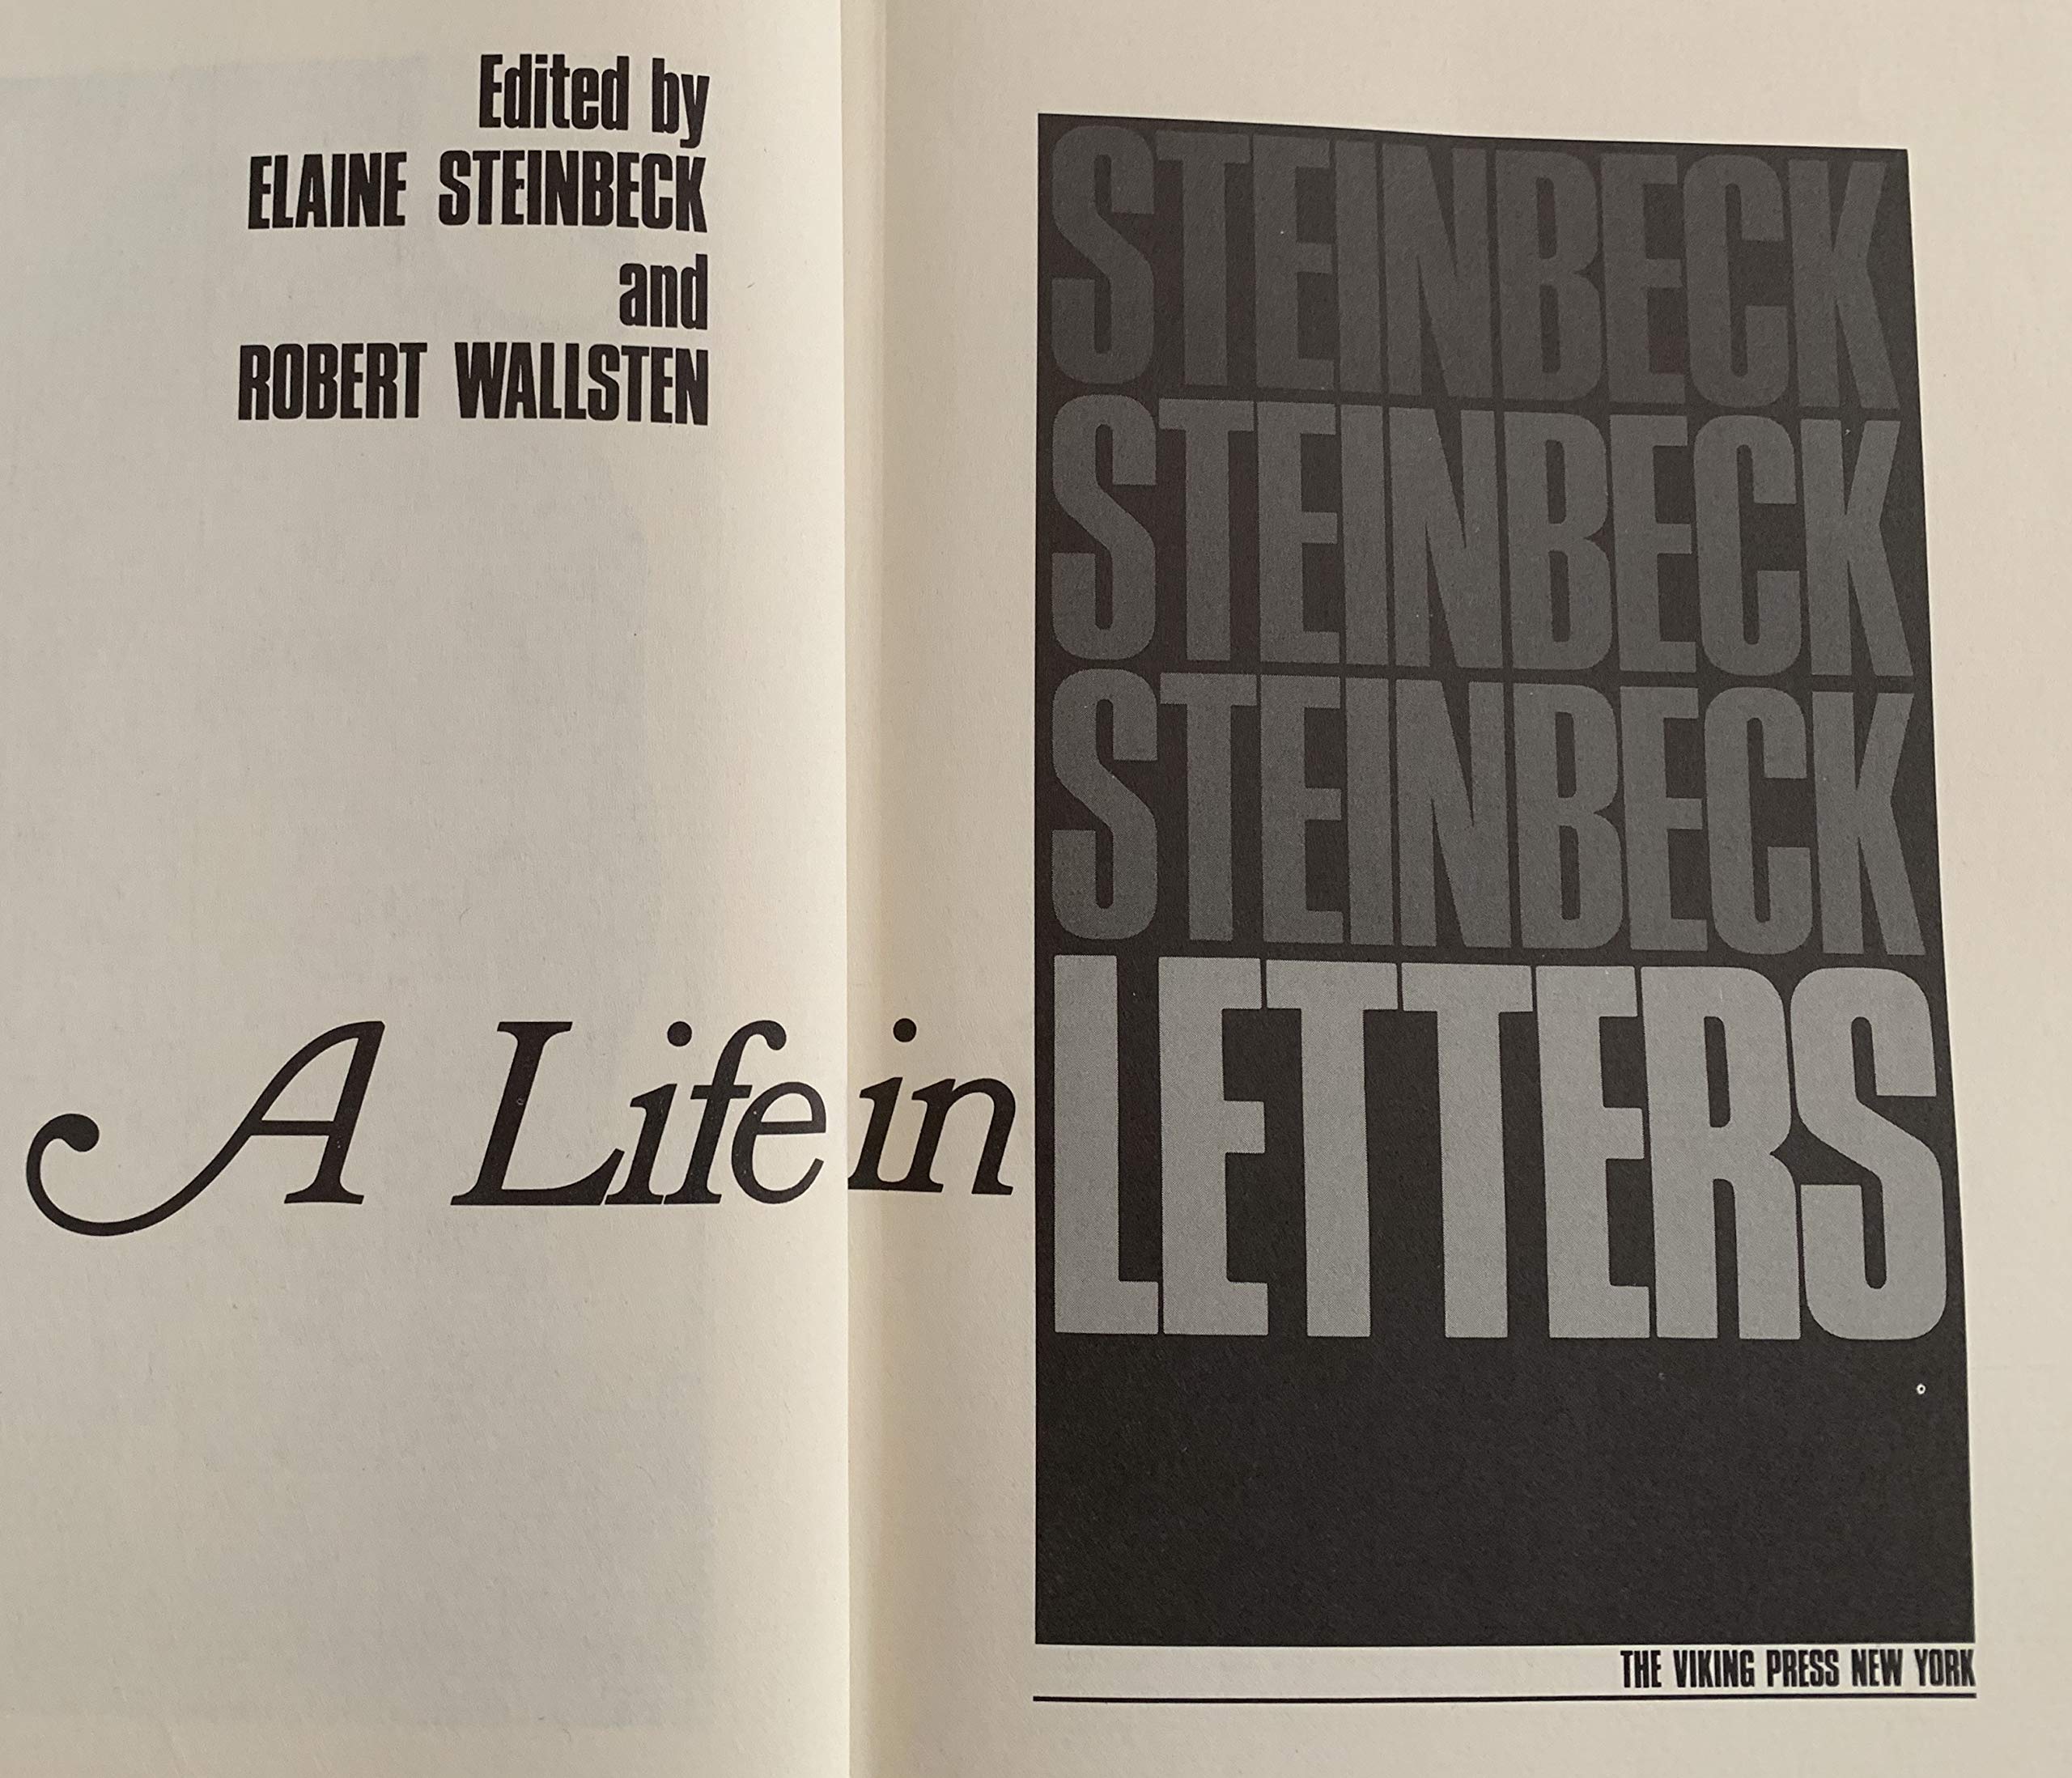 Edited by
ELAINE STEINBECK
and
ROBERT WALLSTEN
STEINBECK
STEINBECK
STEINBECK
A Life in LETTERS
THE VIKING PRESS NEW YORK